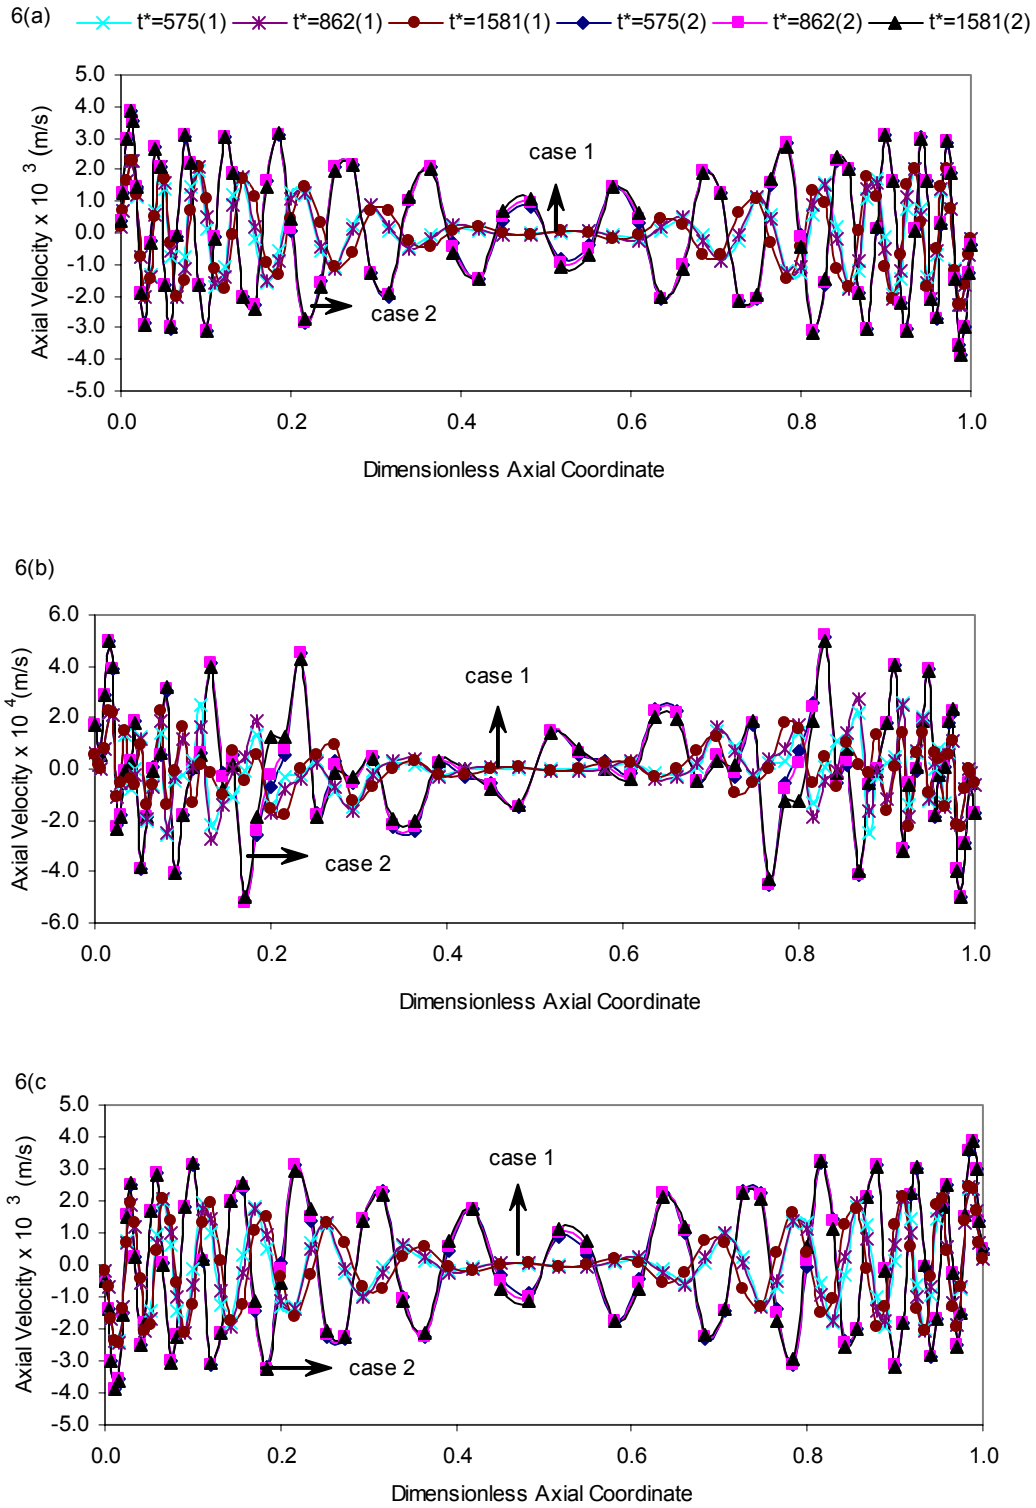 6(a)
t*=575(1) t*=862(1) t*=1581(1) t*=575(2) t*=862(2) t*=1581(2)
Axial Velocity x 10 3 (m/s)
5.0
4.0
3.0
2.0
1.0
0.0
-1.0
-2.0
-3.0
-4.0
-5.0
case 1
case 2
0.0 0.2 0.4 0.6 0.8 1.0
Dimensionless Axial Coordinate
6(b)
Axial Velocity x 10 4(m/s)
6.0
4.0
2.0
0.0
-2.0
-4.0
-6.0
case 1
case 2
0.0 0.2 0.4 0.6 0.8 1.0
Dimensionless Axial Coordinate
6(c
Axial Velocity x 10 3 (m/s)
5.0
4.0
3.0
2.0
1.0
0.0
-1.0
-2.0
-3.0
-4.0
-5.0
case 1
case 2
0.0 0.2 0.4 0.6 0.8 1.0
Dimensionless Axial Coordinate